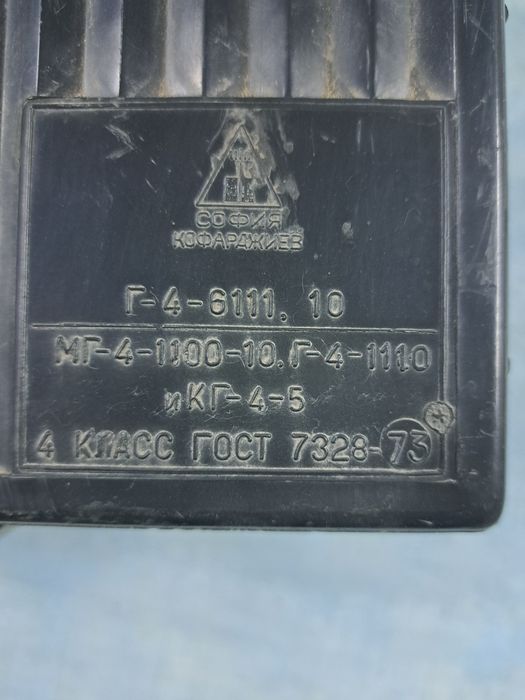 СОФИЯ
КОФАРДЖИЕВ
Г-4-6111.10
МГ-4-1100-10.Г-4-1110
и КГ-4-5
4 КЛАСС ГОСТ 7328-73